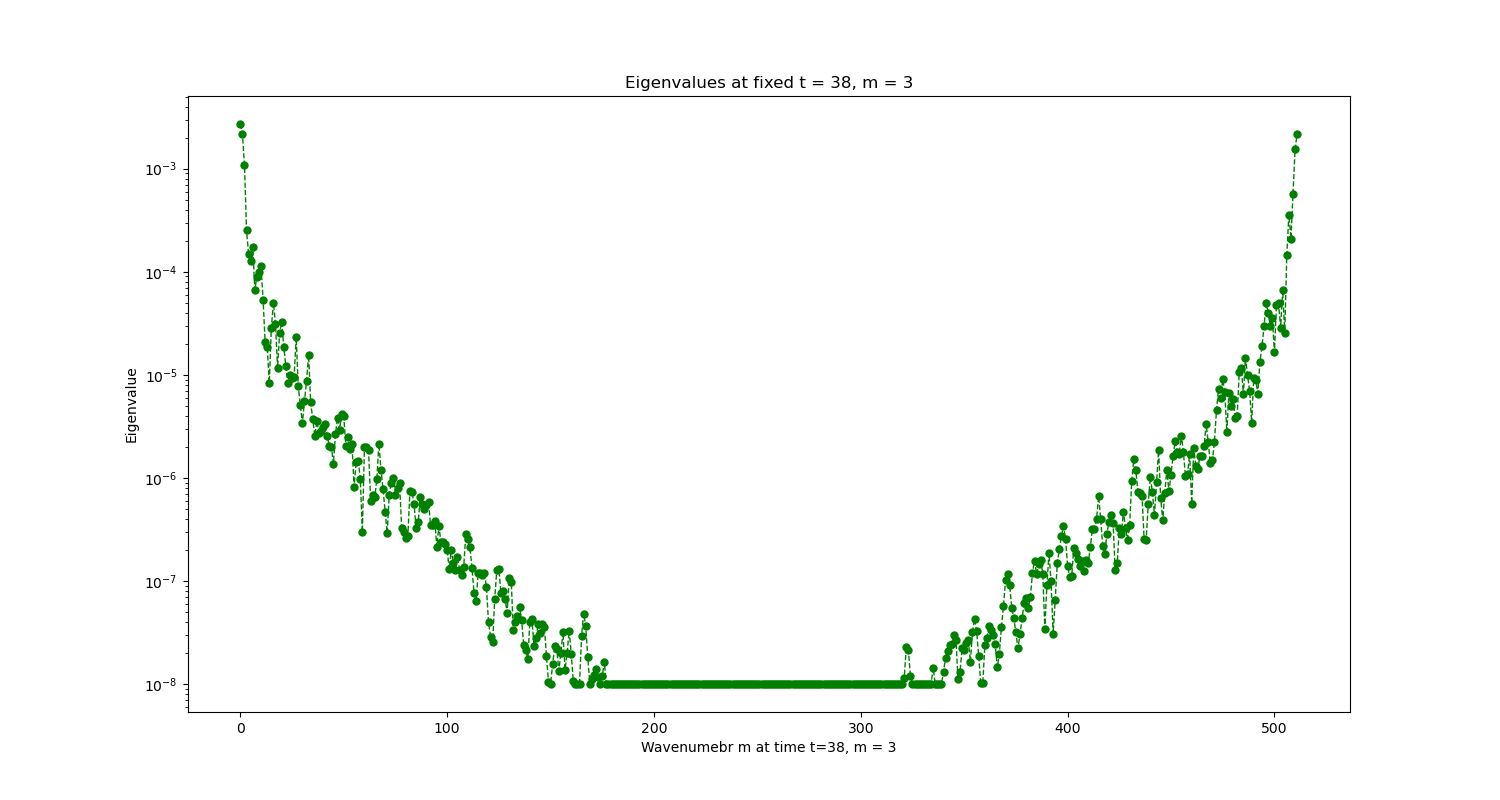 Eigenvalues at fixed t = 38, m = 3
Eigenvalue
10⁻³
10⁻⁴
10⁻⁵
10⁻⁶
10⁻⁷
10⁻⁸
0 100 200 300 400 500
Wavenumebr m at time t=38, m = 3